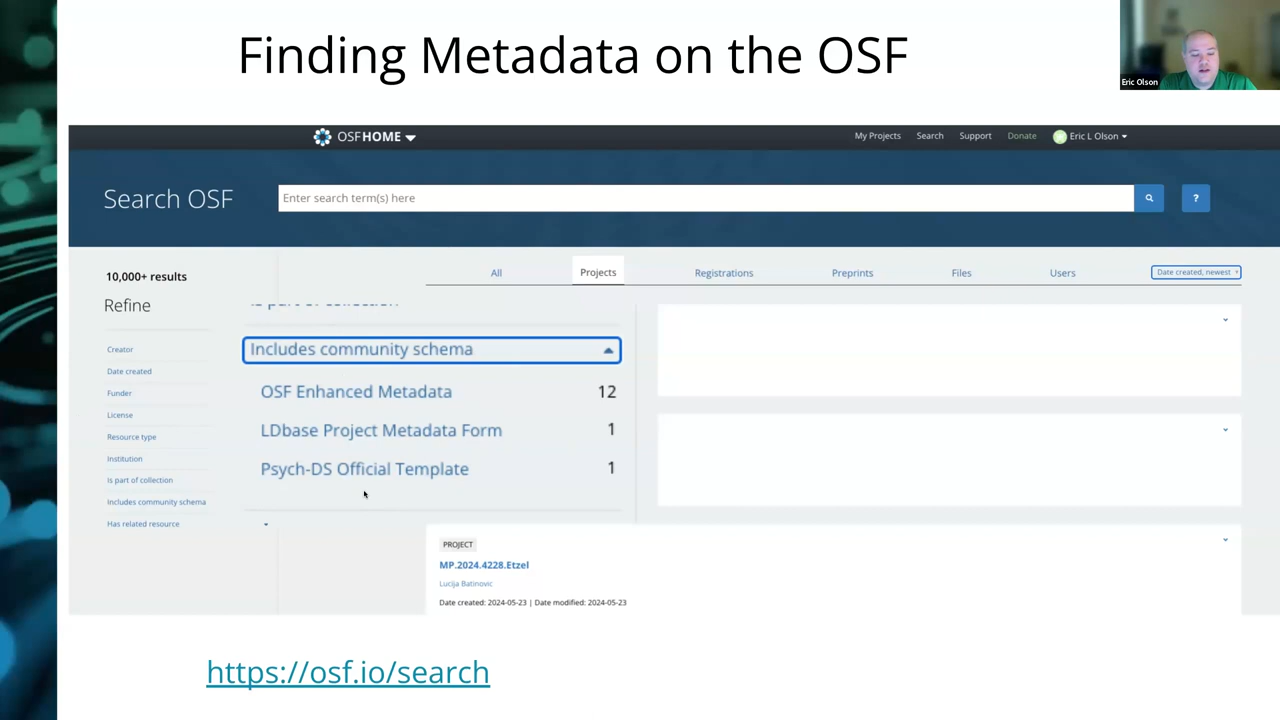 Finding Metadata on the OSF
Eric Olson
OSFHOME
My Projects
Search
Support
Donate
Eric L Olson
Search OSF
Enter search term(s) here
?
10,000+ results
All
Projects
Registrations
Preprints
Files
Users
Date created, newest
Refine
Is part of collection
Includes community schema
OSF Enhanced Metadata 12
LDbase Project Metadata Form 1
Psych-DS Official Template 1
Creator
Date created
Funder
License
Resource type
Institution
Is part of collection
Includes community schema
Has related resource
PROJECT
MP.2024.4228.Etzel
Lucija Batinovic
Date created: 2024-05-23 | Date modified: 2024-05-23
https://osf.io/search